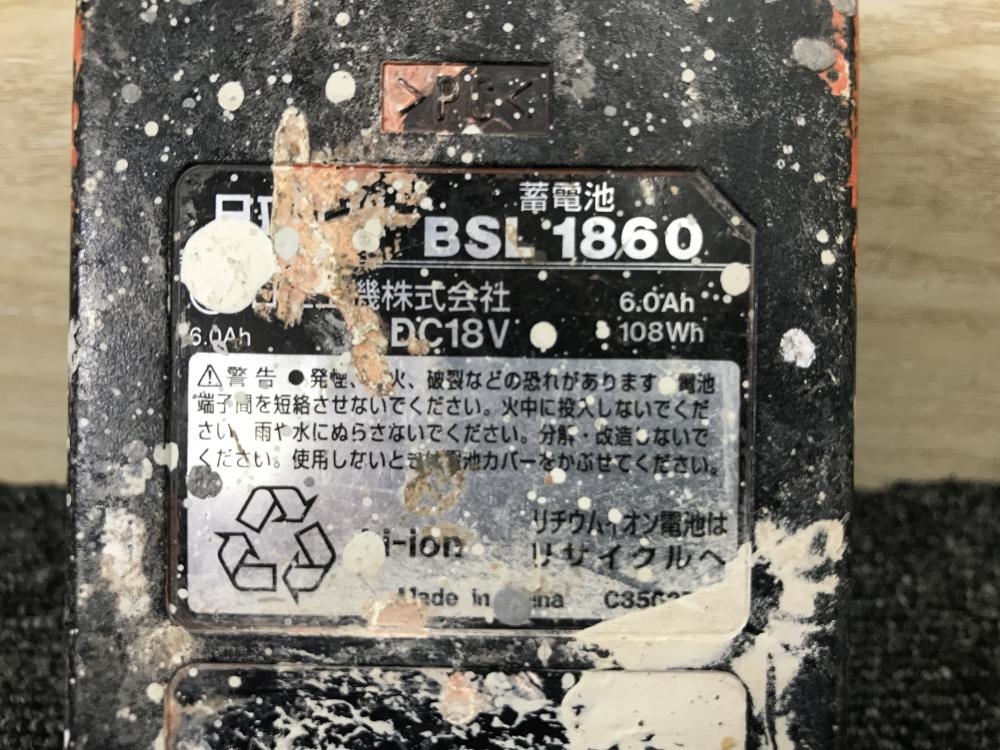 >PC<
蓄電池
BSL 1860
機株式会社
6.0Ah
6.0Ah DC18V 108Wh
警告 ●発煙、 火、破裂などの恐れがあります 電池
端子間を短絡させないでください。火中に投入しないでくだ
さい 雨や水にぬらさないでください。分解・改造しないで
ください。使用しないとき 電池カバーをかぶせてください。
リチウムイオン電池は
リサイクルへ
Made in